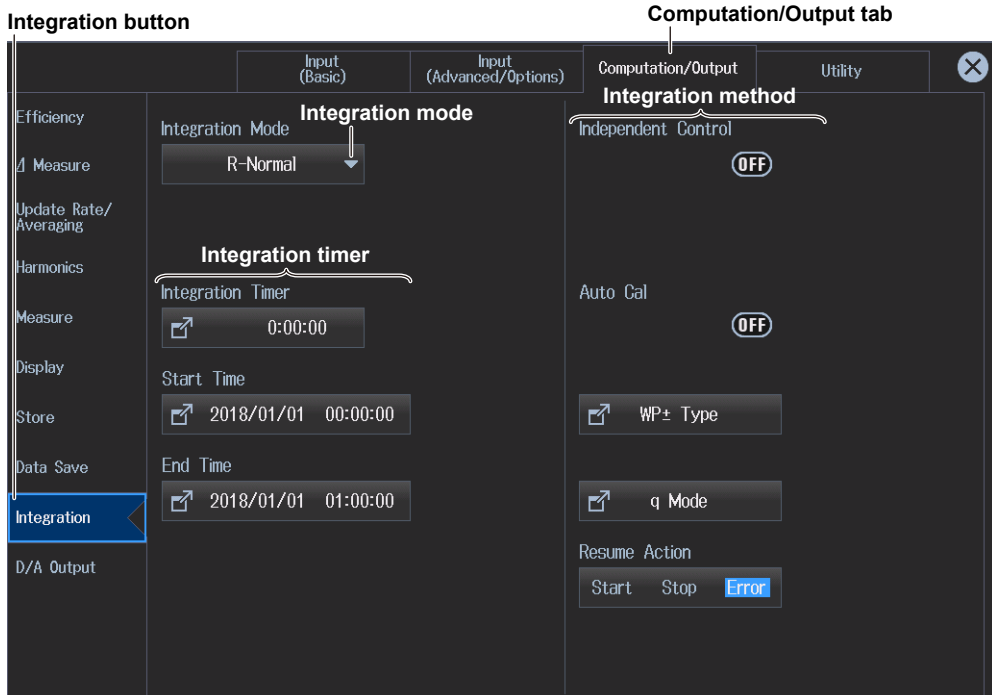 Integration button
Computation/Output tab
Input
(Basic)
Input
(Advanced/Options)
Computation/Output
Utility
Efficiency
⊿ Measure
Update Rate/
Averaging
Harmonics
Measure
Display
Store
Data Save
Integration
D/A Output
Integration mode
Integration Mode
R-Normal
Integration timer
Integration Timer
0:00:00
Start Time
2018/01/01 00:00:00
End Time
2018/01/01 01:00:00
Integration method
Independent Control
OFF
Auto Cal
OFF
WP± Type
q Mode
Resume Action
Start Stop Error